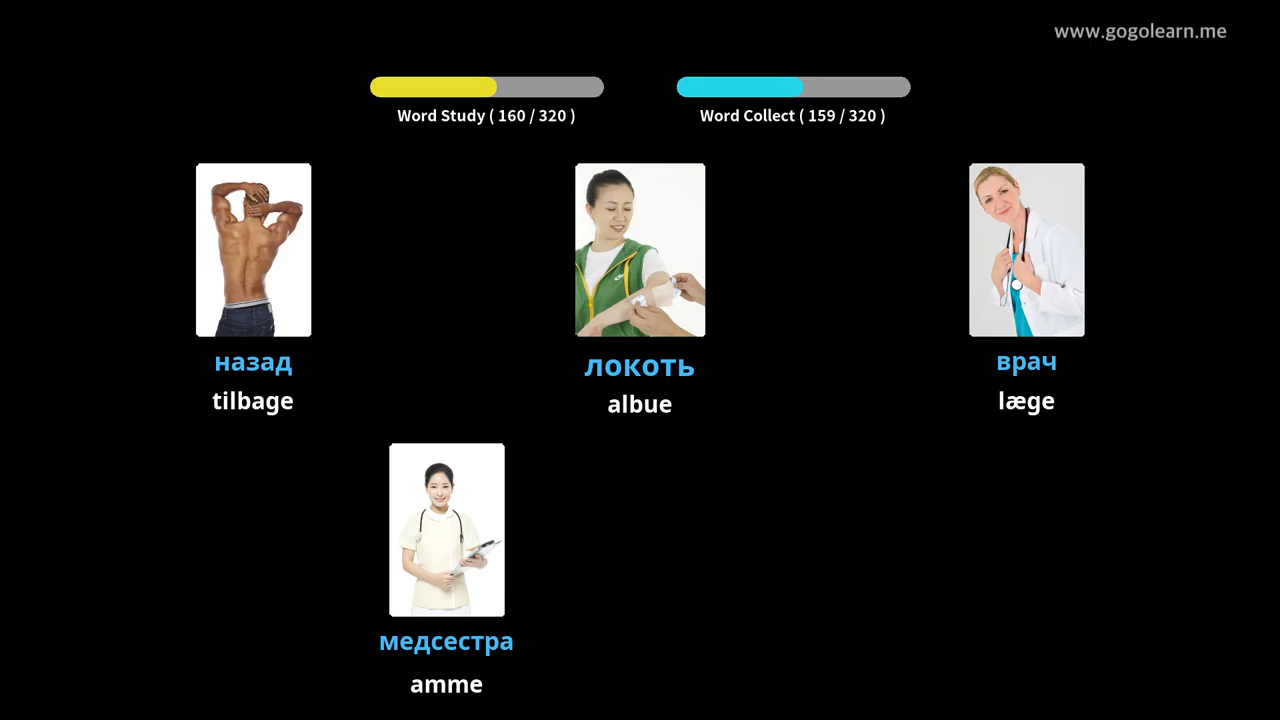 www.gogolearn.me
Word Study ( 160 / 320 )
Word Collect ( 159 / 320 )
назад
локоть
врач
tilbage
albue
læge
медсестра
amme